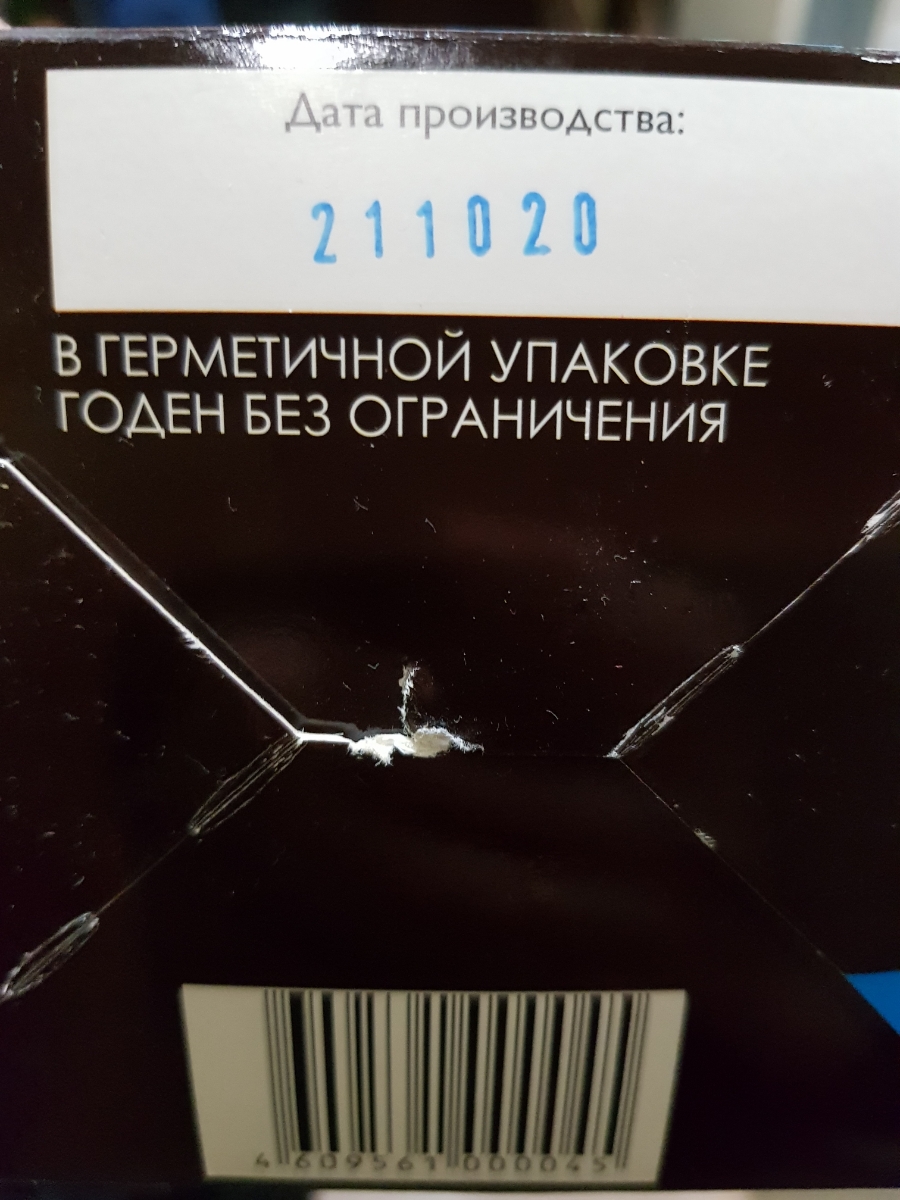 Дата производства:
211020
В ГЕРМЕТИЧНОЙ УПАКОВКЕ
ГОДЕН БЕЗ ОГРАНИЧЕНИЯ
4 609561 000045